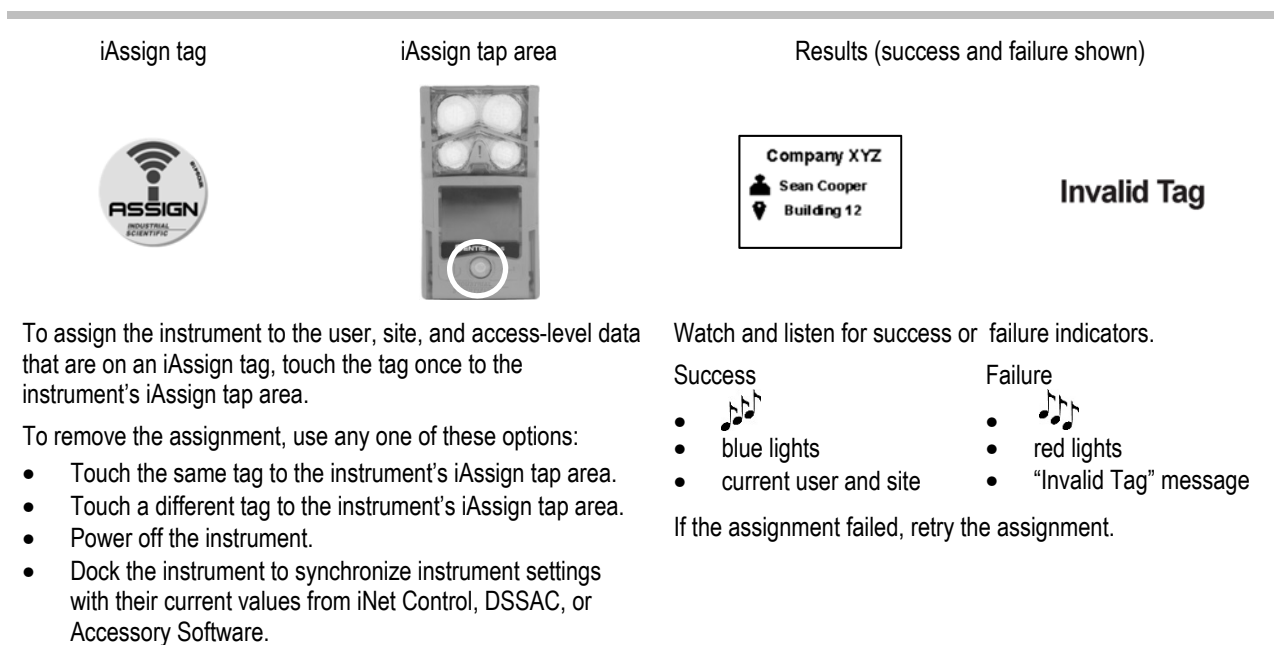 iAssign tag
iAssign tap area
Results (success and failure shown)
ASSIGN
INDUSTRIAL
SCIENTIFIC
Company XYZ
Sean Cooper
Building 12
Invalid Tag
To assign the instrument to the user, site, and access-level data
that are on an iAssign tag, touch the tag once to the
instrument's iAssign tap area.
To remove the assignment, use any one of these options:
• Touch the same tag to the instrument's iAssign tap area.
• Touch a different tag to the instrument's iAssign tap area.
• Power off the instrument.
• Dock the instrument to synchronize instrument settings
with their current values from iNet Control, DSSAC, or
Accessory Software.
Watch and listen for success or failure indicators.
Success
• blue lights
• current user and site
Failure
• red lights
• “Invalid Tag” message
If the assignment failed, retry the assignment.